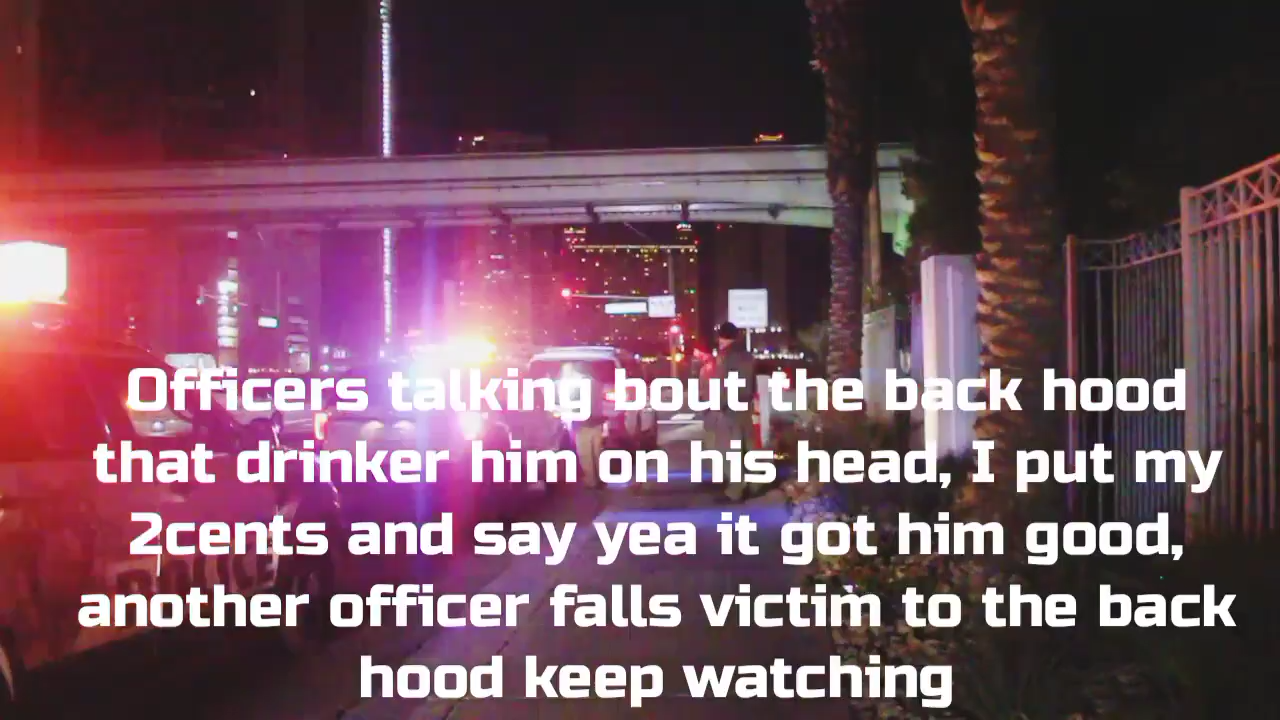 Officers talking bout the back hood
that drinker him on his head, I put my
2cents and say yea it got him good,
another officer falls victim to the back
hood keep watching
POLICE